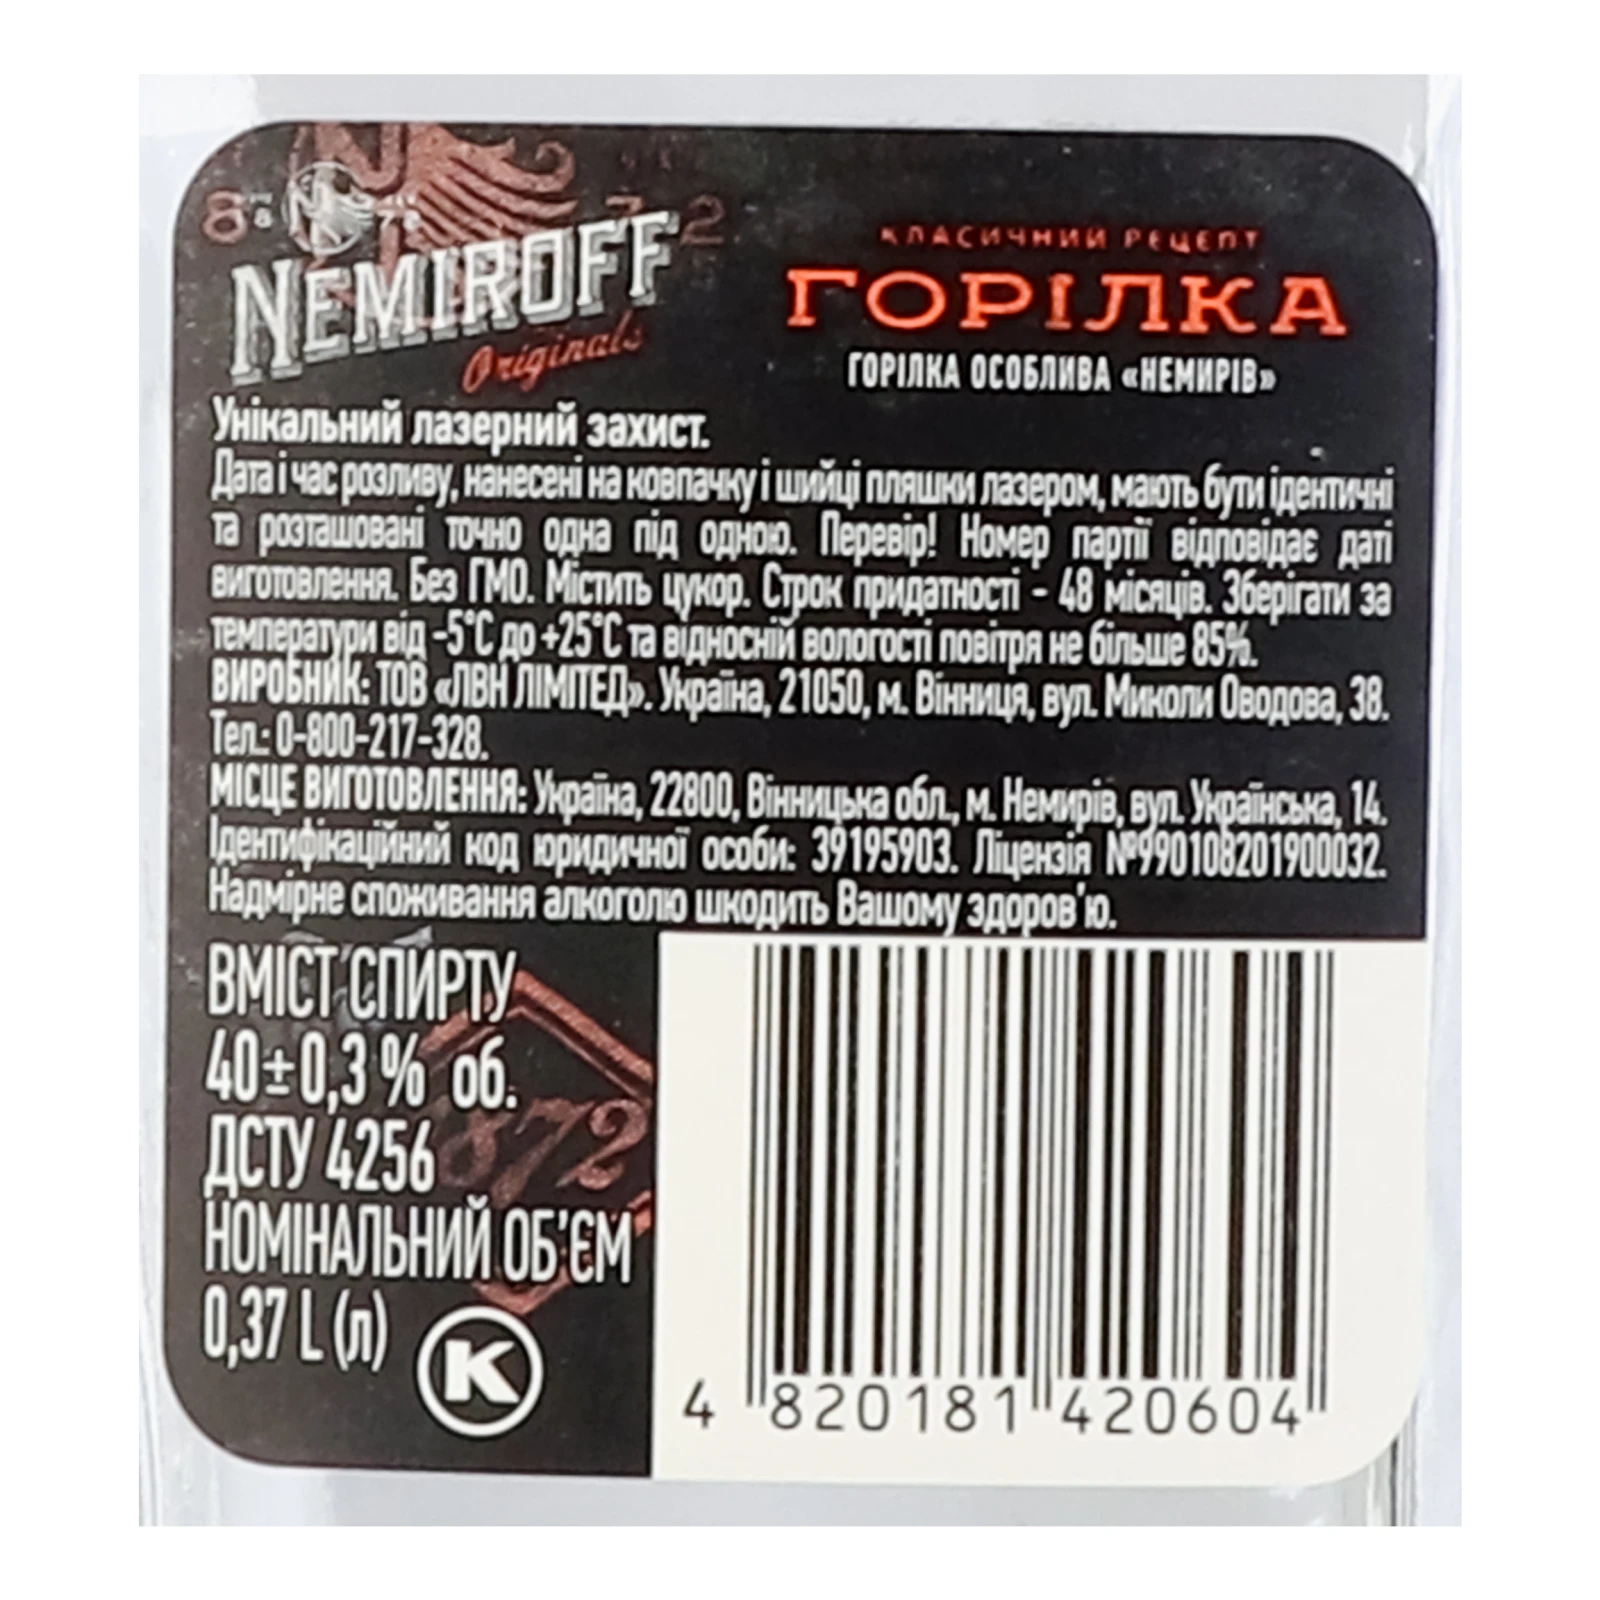 NEMIROFF
Originals
КЛАСИЧНИЙ РЕЦЕПТ
ГОРІЛКА
ГОРІЛКА ОСОБЛИВА «НЕМИРІВ»
Унікальний лазерний захист.
Дата і час розливу, нанесені на ковпачку і шийці пляшки лазером, мають бути ідентичні
та розташовані точно одна під одною. Перевір! Номер партії відповідає даті
виготовлення. Без ГМО. Містить цукор. Строк придатності - 48 місяців. Зберігати за
температури від -5°С до +25°С та відносній вологості повітря не більше 85%.
ВИРОБНИК: ТОВ «ЛВН ЛІМІТЕД». Україна, 21050, м. Вінниця, вул. Миколи Оводова, 38.
Тел.: 0-800-217-328.
МІСЦЕ ВИГОТОВЛЕННЯ: Україна, 22800, Вінницька обл., м. Немирів, вул. Українська, 14.
Ідентифікаційний код юридичної особи: 39195903. Ліцензія №990108201900032.
Надмірне споживання алкоголю шкодить Вашому здоров'ю.
ВМІСТ СПИРТУ
40±0,3 % об.
ДСТУ 4256
872
НОМІНАЛЬНИЙ ОБ'ЄМ
0,37 L (л)
K
4 820181 420604